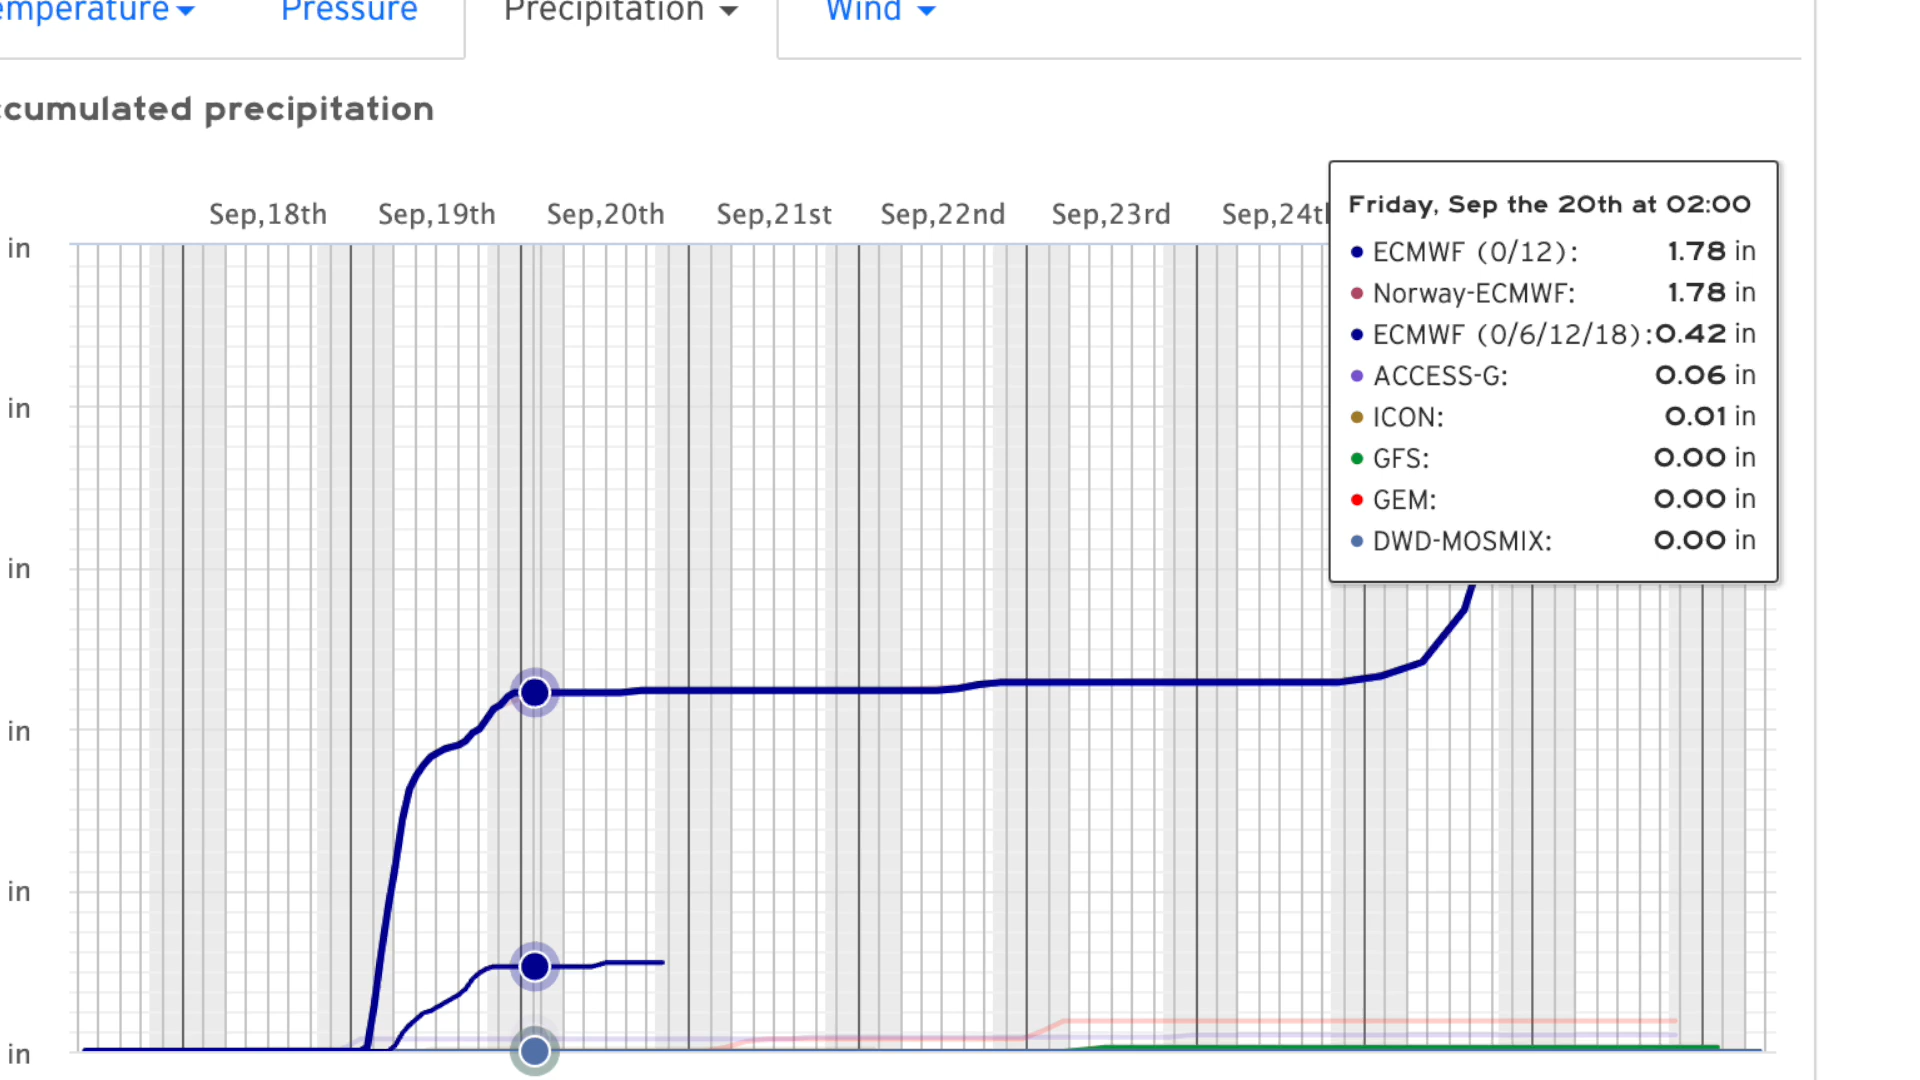 emperature
Pressure
Precipitation
Wind
ccumulated precipitation
Sep,18th
Sep,19th
Sep,20th
Sep,21st
Sep,22nd
Sep,23rd
Sep,24th
in
in
in
in
in
in
Friday, Sep the 20th at 02:00
ECMWF (0/12): 1.78 in
Norway-ECMWF: 1.78 in
ECMWF (0/6/12/18): 0.42 in
ACCESS-G: 0.06 in
ICON: 0.01 in
GFS: 0.00 in
GEM: 0.00 in
DWD-MOSMIX: 0.00 in